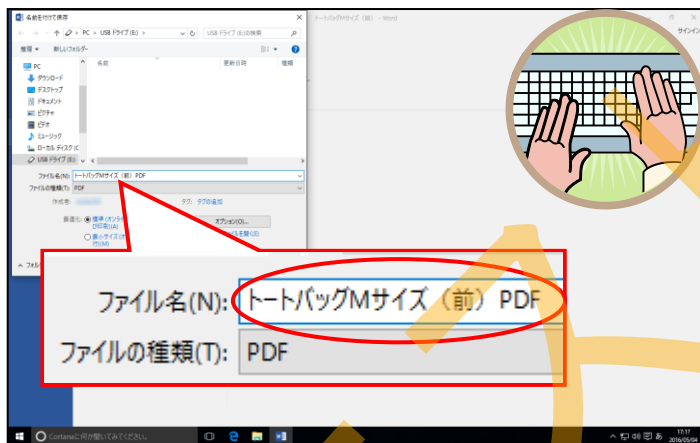 名前を付けて保存
トートバッグMサイズ（前） - Word
サインイン
PC > USB ドライブ (E:) >
USB ドライブ (E:)の検索
整理 新しいフォルダー
名前 更新日時 種類
PC
ダウンロード
デスクトップ
ドキュメント
ピクチャ
ビデオ
ミュージック
ローカル ディスク (C
USB ドライブ (E:)
ファイル名(N): トートバッグMサイズ（前）PDF
ファイルの種類(T): PDF
作成者:
タグ: タグの追加
最適化: 標準 (オンライ
び印刷)(A)
オプション(O)...
最小サイズ (オ
行)(M)
ファイル名(N): トートバッグMサイズ（前）PDF
ファイルの種類(T): PDF
Cortanaに何か聞いてみてください。
あ
17:17
2016/05/08